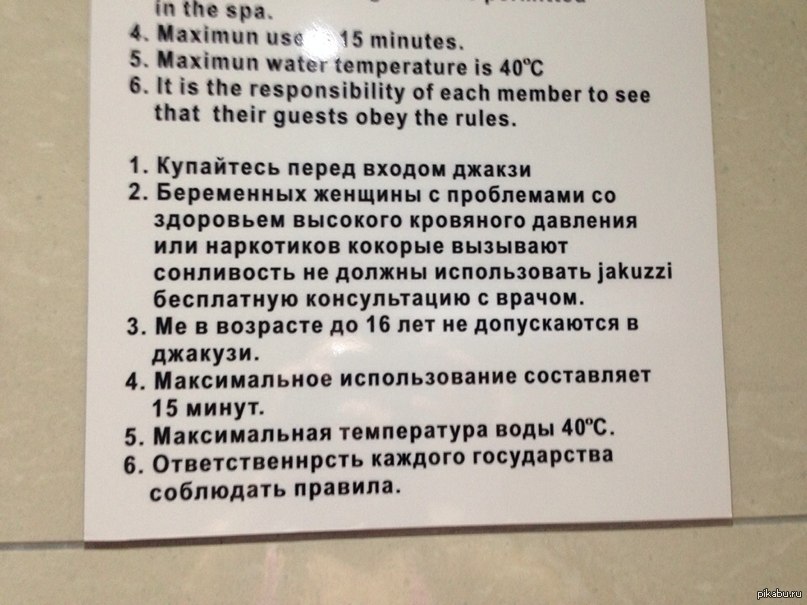 in the spa.
4. Maximun use 15 minutes.
5. Maximun water temperature is 40ºC
6. It is the responsibility of each member to see
that their guests obey the rules.
1. Купайтесь перед входом джакзи
2. Беременных женщины с проблемами со
здоровьем высокого кровяного давления
или наркотиков кокорые вызывают
сонливость не должны использовать jakuzzi
бесплатную консультацию с врачом.
3. Ме в возрасте до 16 лет не допускаются в
джакузи.
4. Максимальное использование составляет
15 минут.
5. Максимальная температура воды 40ºC.
6. Ответственнрсть каждого государства
соблюдать правила.
pikabu.ru